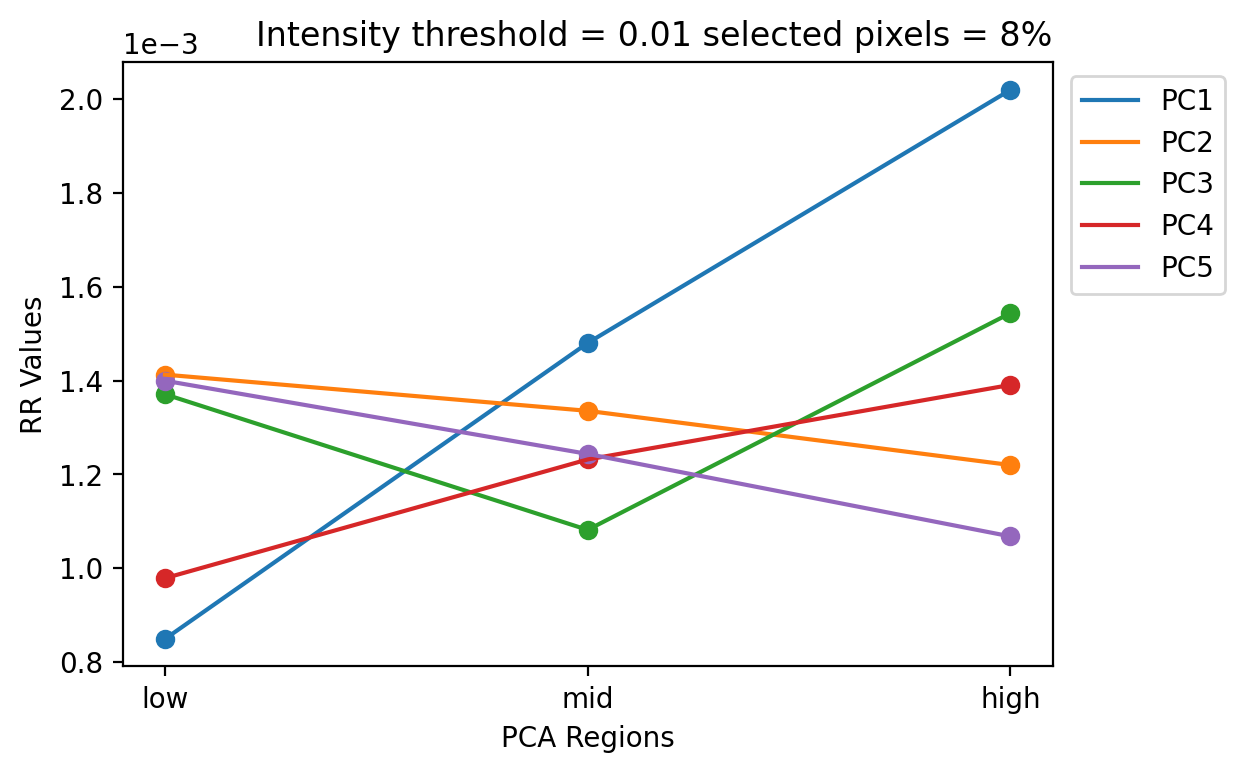 Intensity threshold = 0.01 selected pixels = 8%
1e−3
2.0
1.8
1.6
1.4
1.2
1.0
0.8
RR Values
low mid high
PCA Regions
PC1
PC2
PC3
PC4
PC5